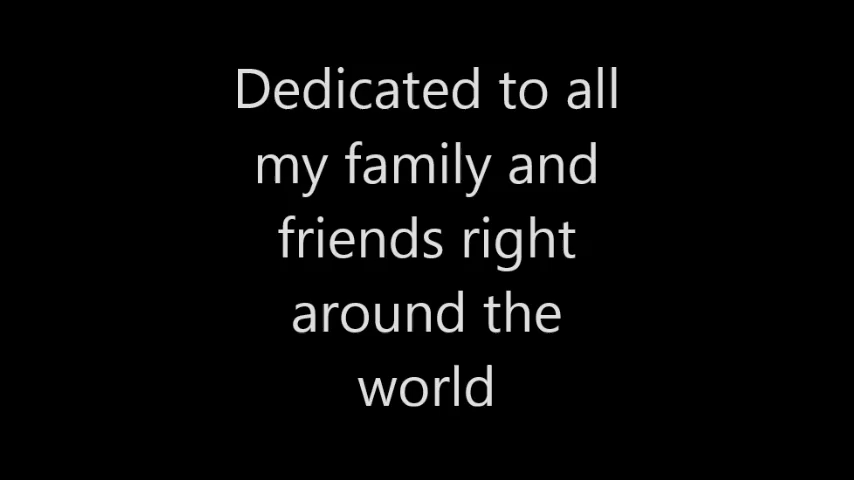 Dedicated to all
my family and
friends right
around the
world